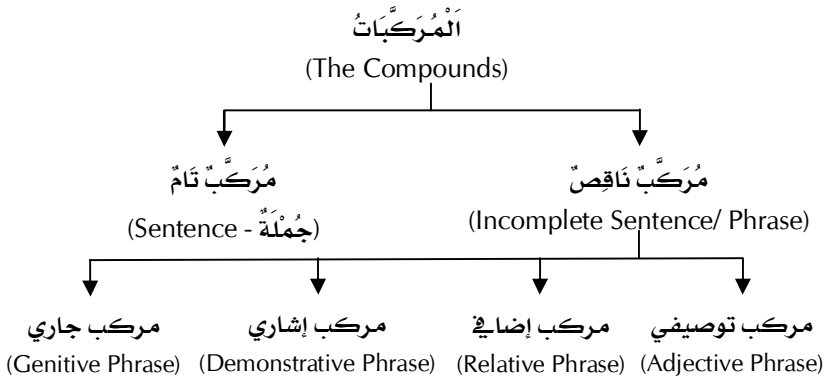 اَلْمُرَكَّبَاتُ
(The Compounds)
مُرَكَّبٌ نَاقِصٌ
(Incomplete Sentence/ Phrase)
مُرَكَّبٌ تَامٌ
(Sentence - جُمْلَةٌ)
مركب توصيفي
(Adjective Phrase)
مركب إضافي
(Relative Phrase)
مركب إشاري
(Demonstrative Phrase)
مركب جاري
(Genitive Phrase)